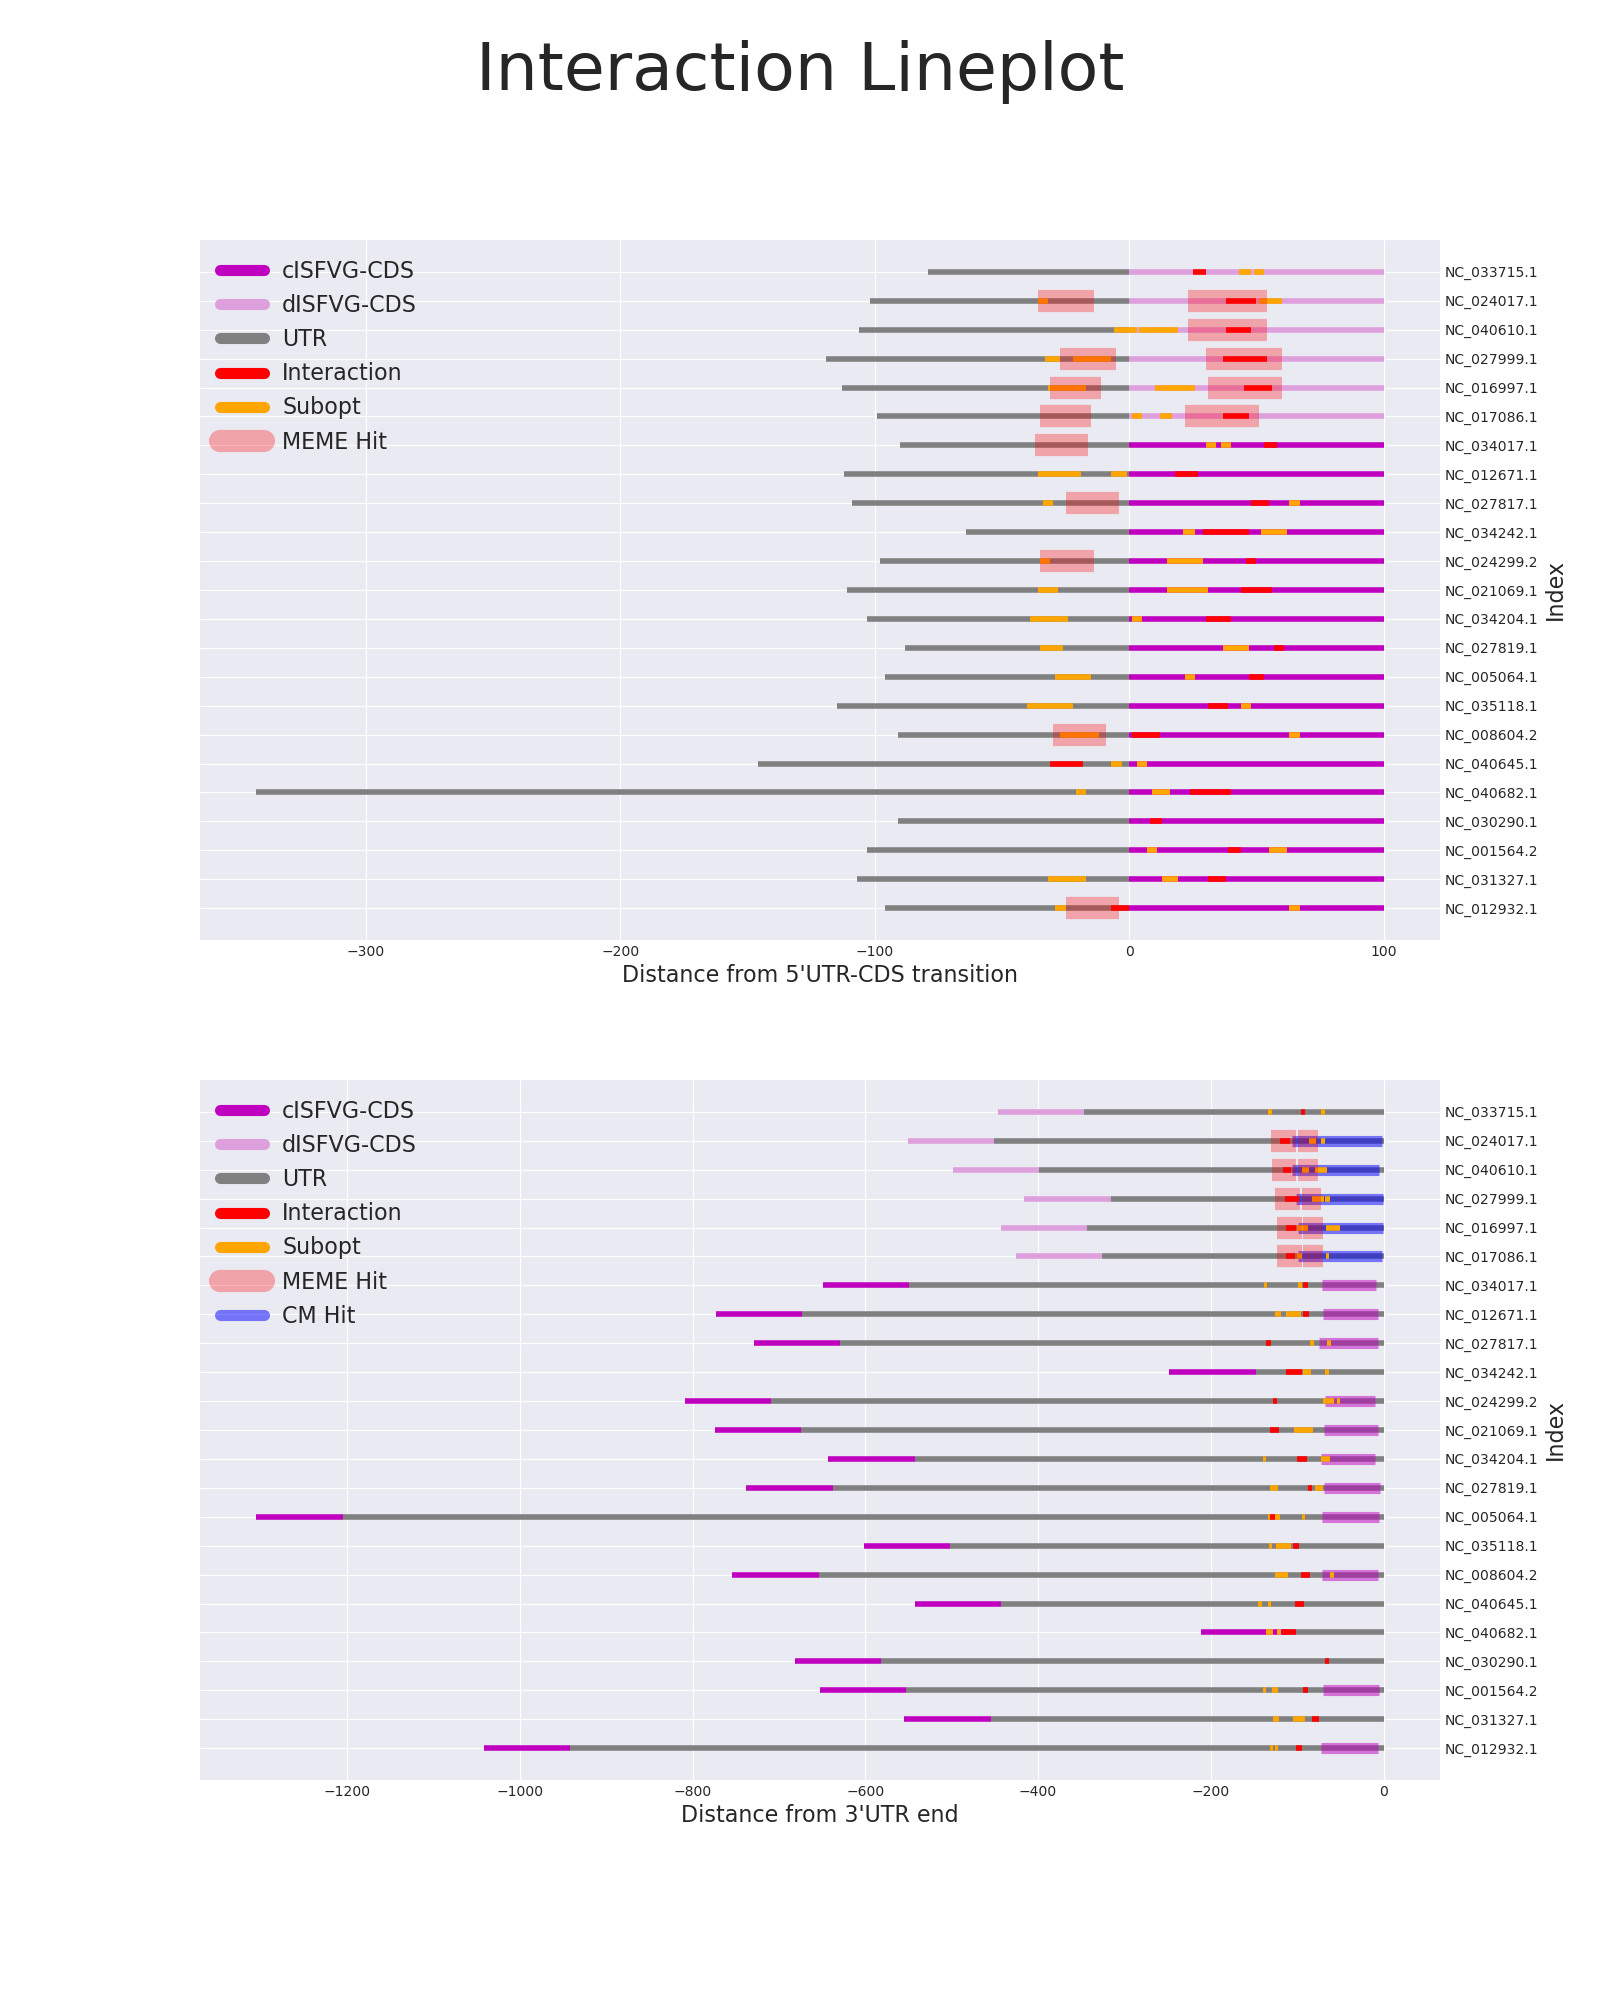 Interaction Lineplot
cISFVG-CDS
dISFVG-CDS
UTR
Interaction
Subopt
MEME Hit
NC_033715.1
NC_024017.1
NC_040610.1
NC_027999.1
NC_016997.1
NC_017086.1
NC_034017.1
NC_012671.1
NC_027817.1
NC_034242.1
NC_024299.2
NC_021069.1
NC_034204.1
NC_027819.1
NC_005064.1
NC_035118.1
NC_008604.2
NC_040645.1
NC_040682.1
NC_030290.1
NC_001564.2
NC_031327.1
NC_012932.1
Index
−300 −200 −100 0 100
Distance from 5'UTR-CDS transition
cISFVG-CDS
dISFVG-CDS
UTR
Interaction
Subopt
MEME Hit
CM Hit
NC_033715.1
NC_024017.1
NC_040610.1
NC_027999.1
NC_016997.1
NC_017086.1
NC_034017.1
NC_012671.1
NC_027817.1
NC_034242.1
NC_024299.2
NC_021069.1
NC_034204.1
NC_027819.1
NC_005064.1
NC_035118.1
NC_008604.2
NC_040645.1
NC_040682.1
NC_030290.1
NC_001564.2
NC_031327.1
NC_012932.1
Index
−1200 −1000 −800 −600 −400 −200 0
Distance from 3'UTR end